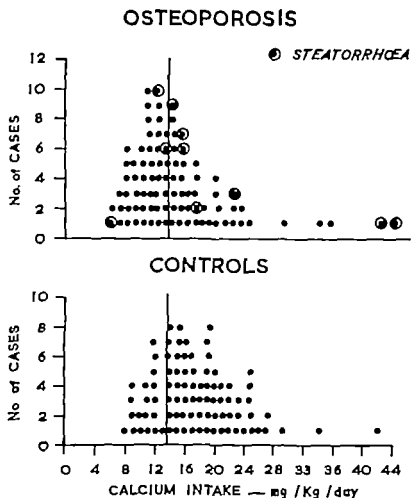 OSTEOPOROSIS
STEATORRHŒA
12
10
8
6
4
2
0
No. of CASES
CONTROLS
10
8
6
4
2
0
No of CASES
0 4 8 12 16 20 24 28 32 36 40 44
CALCIUM INTAKE — mg / Kg / day